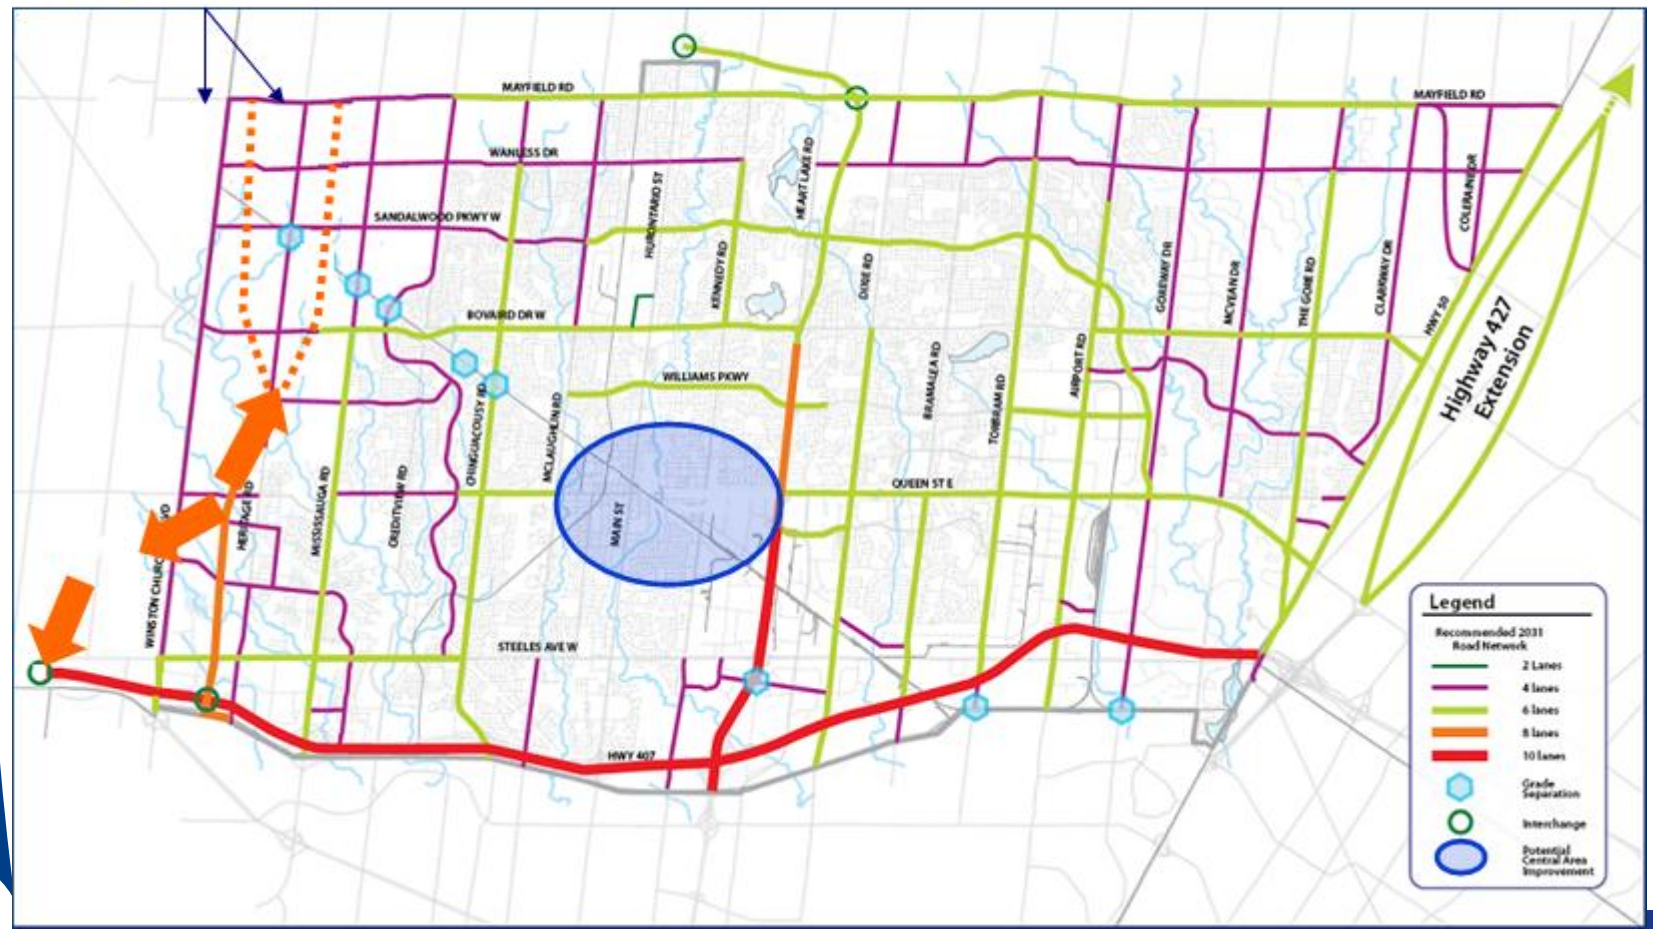 MAYFIELD RD
MAYFIELD RD
WANLESS DR
HEART LAKE RD
HURONTARIO ST
COLERAINE DR
SANDALWOOD PKWY W
KENNEDY RD
DIXIE RD
GOREWAY DR
MCVEAN DR
THE GORE RD
CLARKWAY DR
HWY 50
BOVAIRD DR W
Highway 427
Extension
WILLIAMS PKWY
BRAMALEA RD
TORBRAM RD
AIRPORT RD
CHINGUACOUSY RD
MCLAUGHLIN RD
QUEEN ST E
MAIN ST
HERITAGE RD
MISSISSAUGA RD
CREDITVIEW RD
WINSTON CHURC
VD
STEELES AVE W
HWY 407
Legend
Recommended 2031
Road Network
2 Lanes
4 lanes
6 lanes
8 lanes
10 lanes
Grade
Separation
Interchange
Potential
Central Area
Improvement